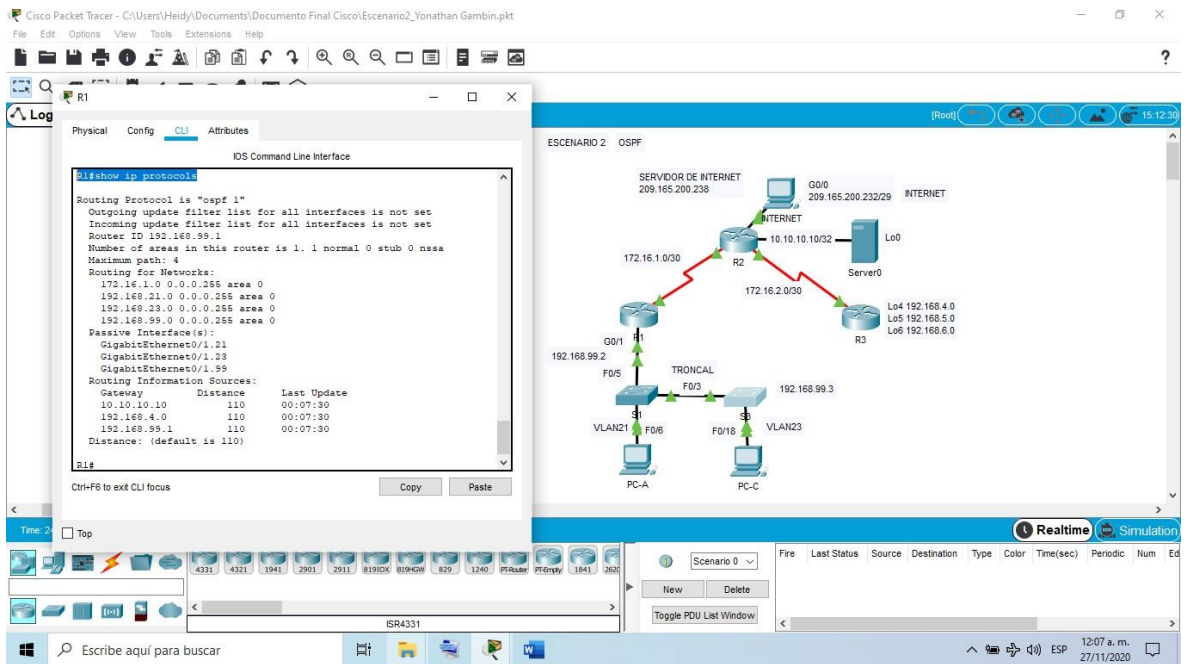 Cisco Packet Tracer - C:\Users\Heidy\Documents\Documento Final Cisco\Escenario2_Yonathan Gambin.pkt
File Edit Options View Tools Extensions Help
R1
[Root]
15:12:30
Physical Config CLI Attributes
IOS Command Line Interface
R1#show ip protocols
Routing Protocol is "ospf 1"
Outgoing update filter list for all interfaces is not set
Incoming update filter list for all interfaces is not set
Router ID 192.168.99.1
Number of areas in this router is 1. 1 normal 0 stub 0 nssa
Maximum path: 4
Routing for Networks:
172.16.1.0 0.0.0.255 area 0
192.168.21.0 0.0.0.255 area 0
192.168.23.0 0.0.0.255 area 0
192.168.99.0 0.0.0.255 area 0
Passive Interface(s):
GigabitEthernet0/1.21
GigabitEthernet0/1.23
GigabitEthernet0/1.99
Routing Information Sources:
Gateway Distance Last Update
10.10.10.10 110 00:07:30
192.168.4.0 110 00:07:30
192.168.99.1 110 00:07:30
Distance: (default is 110)
R1#
Ctrl+F6 to exit CLI focus
Copy Paste
Top
ESCENARIO 2 OSPF
SERVIDOR DE INTERNET
209.165.200.238
G0/0
209.165.200.232/29
INTERNET
INTERNET
10.10.10.10/32
Lo0
R2
Server0
172.16.1.0/30
172.16.2.0/30
Lo4 192.168.4.0
Lo5 192.168.5.0
Lo6 192.168.6.0
R3
G0/1
R1
192.168.99.2
F0/5
TRONCAL
F0/3
192.168.99.3
S1
S3
VLAN21
F0/6
F0/18
VLAN23
PC-A
PC-C
Realtime Simulation
4331 4321 1941 2901 2911 819IOX 819HGW 829 1240 PT-Router PT-Empty 1841
ISR4331
Scenario 0
New Delete
Toggle PDU List Window
Fire Last Status Source Destination Type Color Time(sec) Periodic Num Ed
Escribe aquí para buscar
ESP
12:07 a. m.
27/11/2020